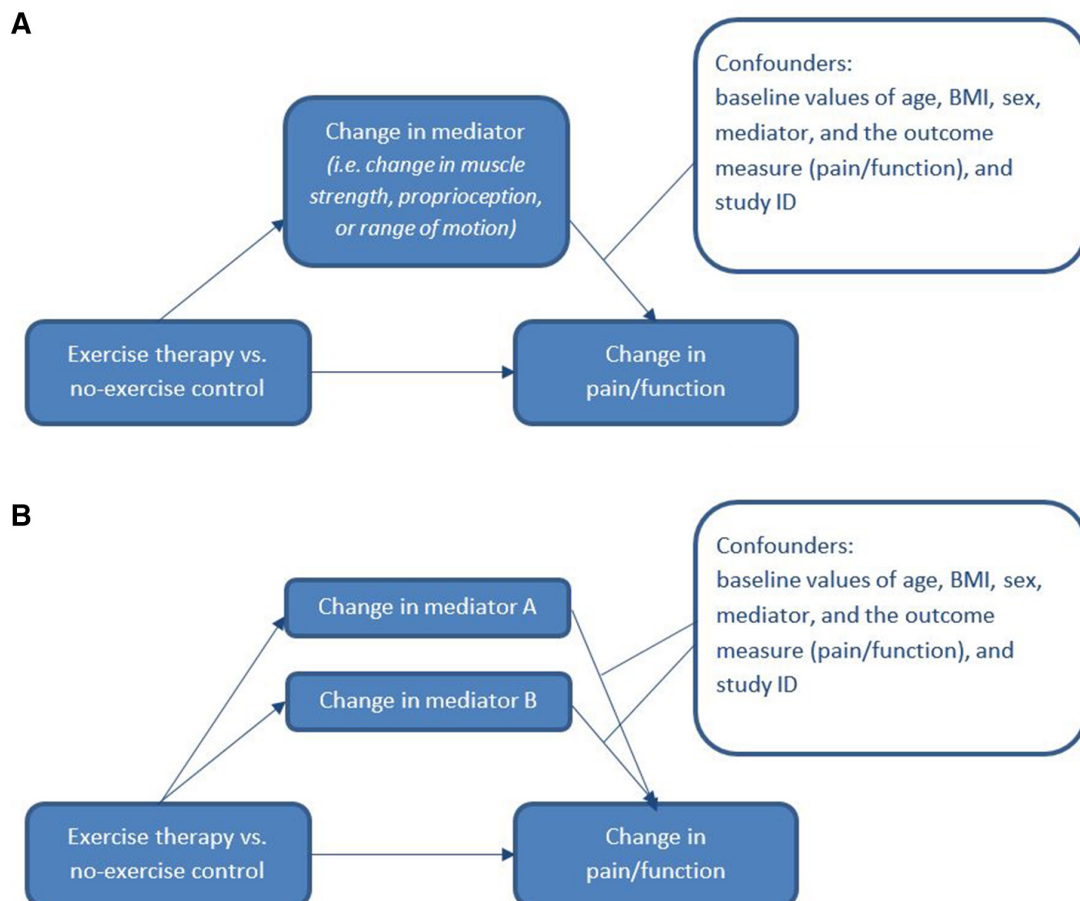 A
Confounders:
baseline values of age, BMI, sex,
mediator, and the outcome
measure (pain/function), and
study ID
Change in mediator
(i.e. change in muscle
strength, proprioception,
or range of motion)
Exercise therapy vs.
no-exercise control
Change in
pain/function
B
Confounders:
baseline values of age, BMI, sex,
mediator, and the outcome
measure (pain/function), and
study ID
Change in mediator A
Change in mediator B
Exercise therapy vs.
no-exercise control
Change in
pain/function